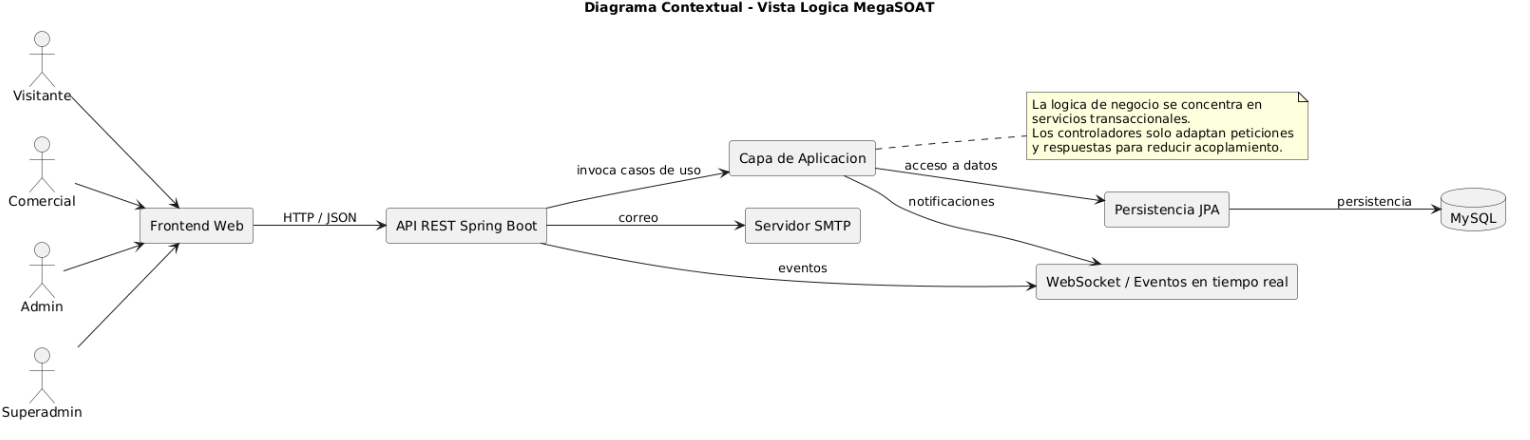 Diagrama Contextual - Vista Logica MegaSOAT
Visitante
Comercial
Admin
Superadmin
Frontend Web
HTTP / JSON
API REST Spring Boot
invoca casos de uso
correo
eventos
Capa de Aplicacion
Servidor SMTP
La logica de negocio se concentra en
servicios transaccionales.
Los controladores solo adaptan peticiones
y respuestas para reducir acoplamiento.
acceso a datos
notificaciones
Persistencia JPA
WebSocket / Eventos en tiempo real
persistencia
MySQL